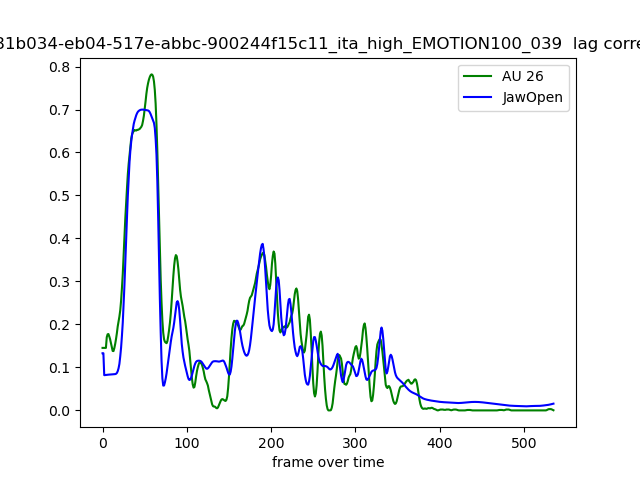 31b034-eb04-517e-abbc-900244f15c11_ita_high_EMOTION100_039 lag corre
AU 26
JawOpen
0.8
0.7
0.6
0.5
0.4
0.3
0.2
0.1
0.0
0 100 200 300 400 500
frame over time